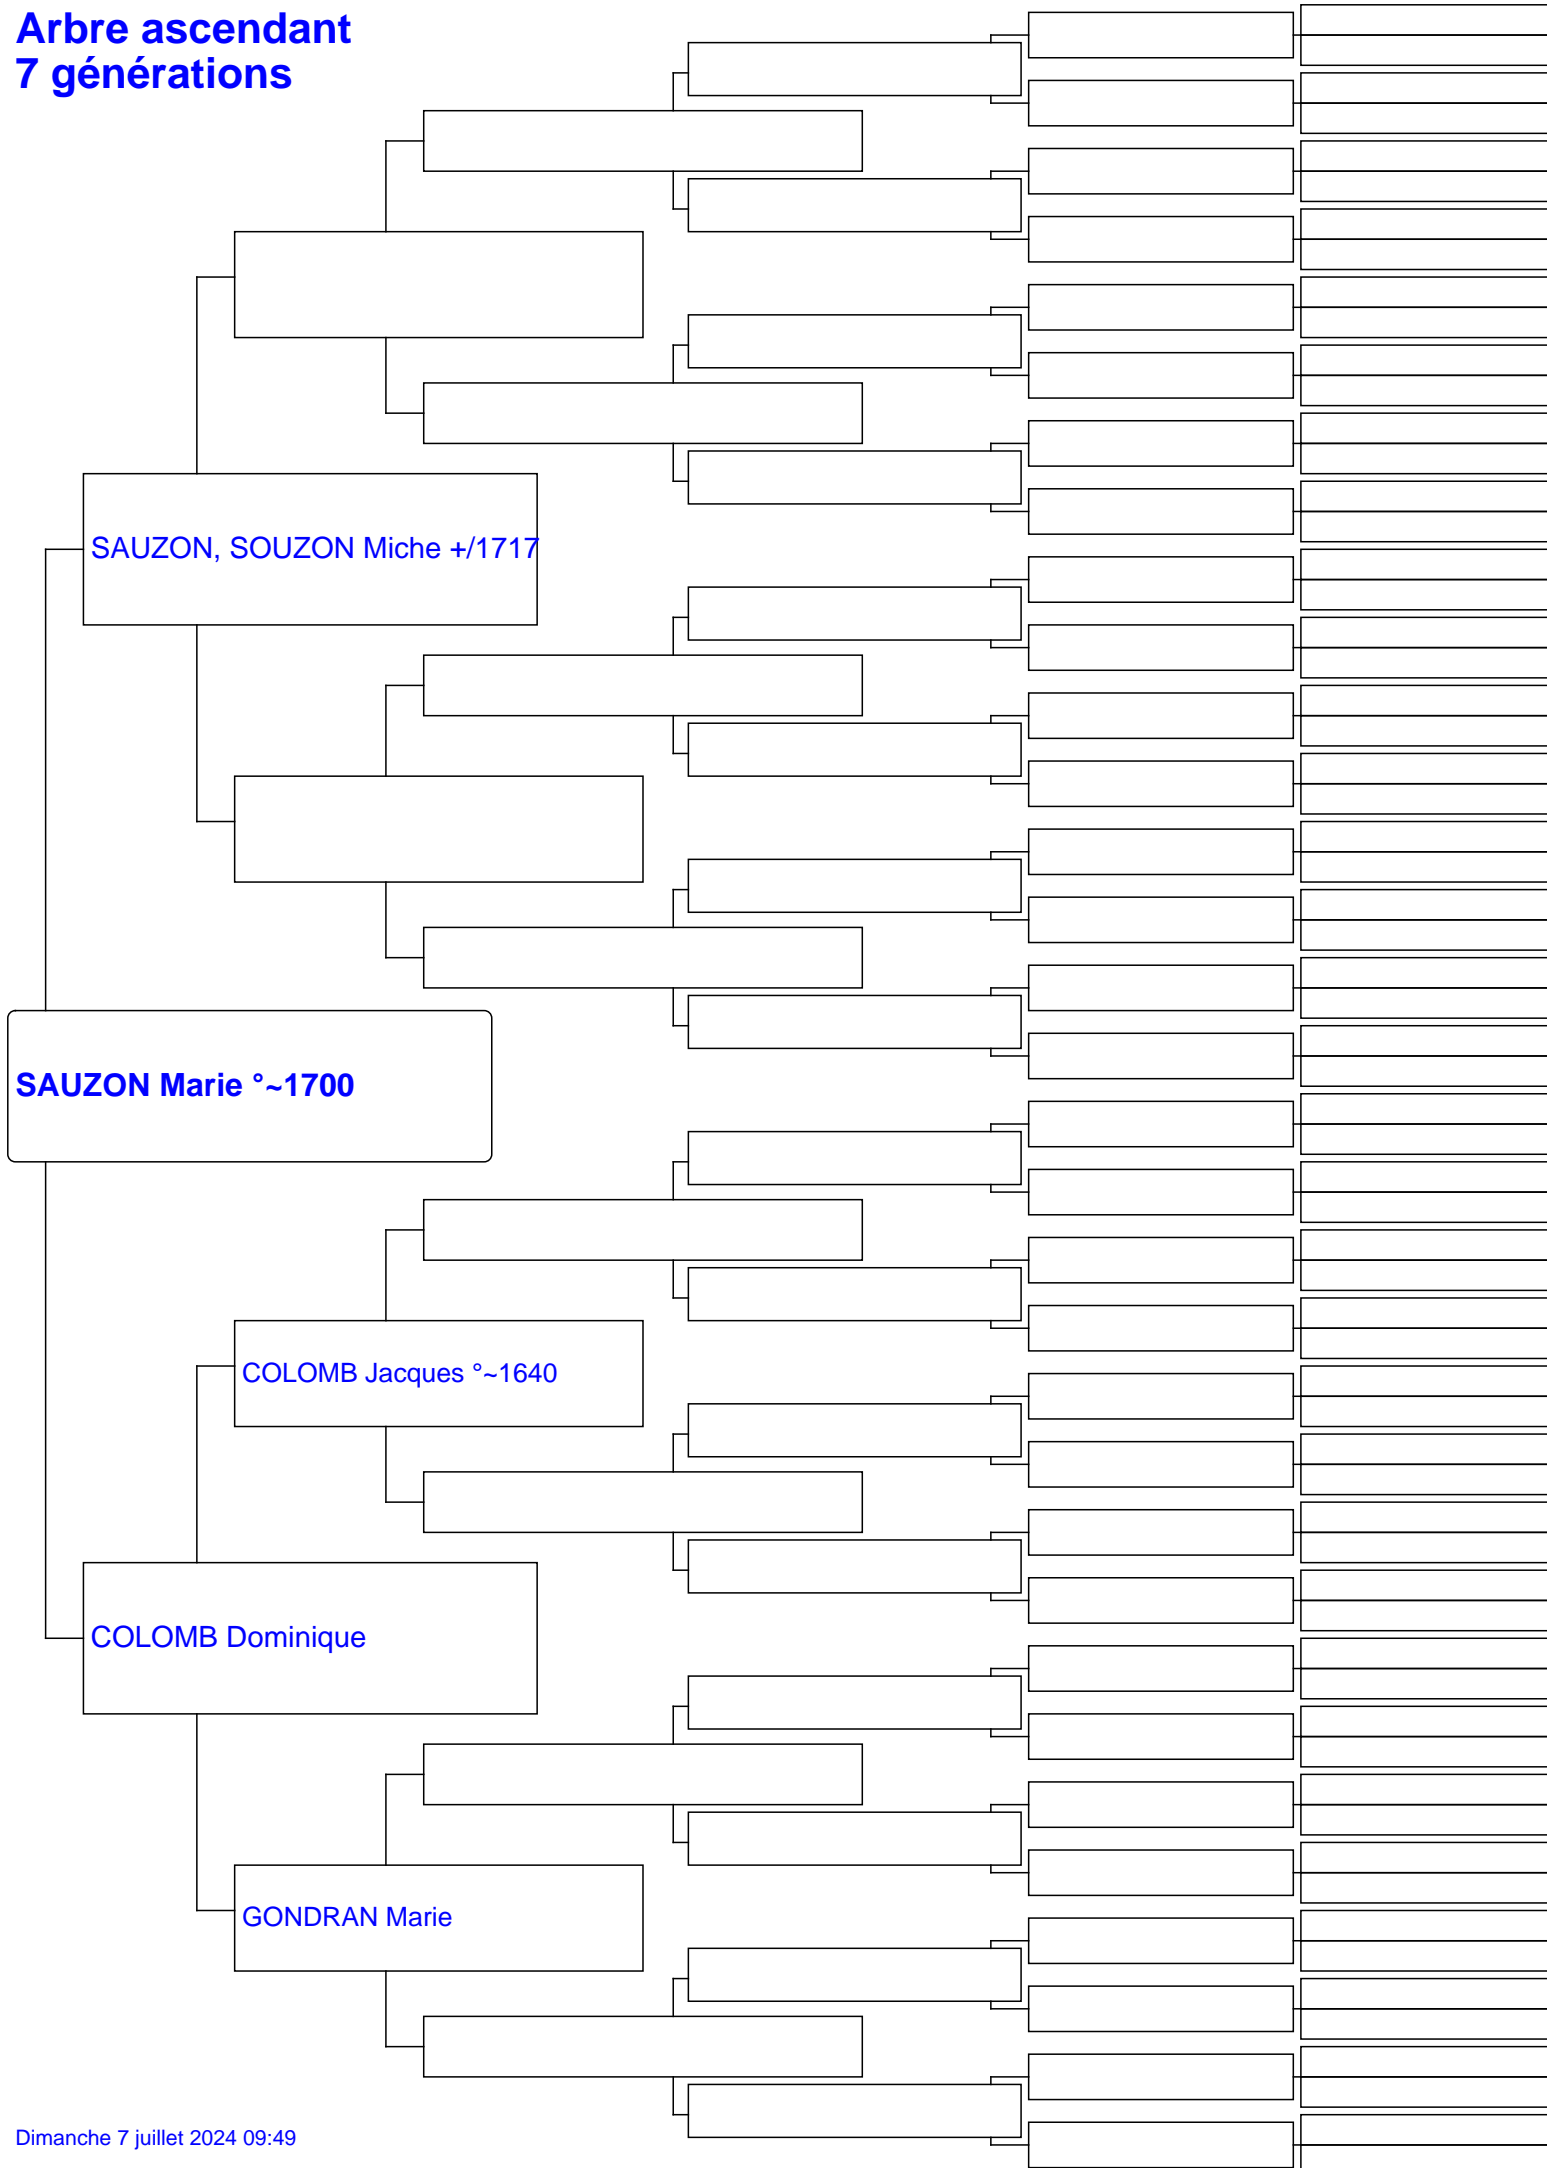 Arbre ascendant
7 générations
SAUZON, SOUZON Miche +/1717
SAUZON Marie °~1700
COLOMB Jacques °~1640
COLOMB Dominique
GONDRAN Marie
Dimanche 7 juillet 2024 09:49